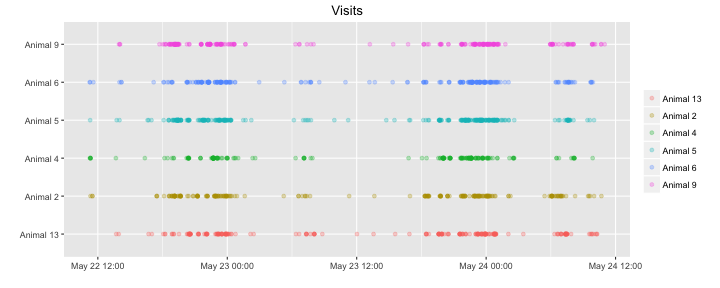 Visits
Animal 9
Animal 6
Animal 5
Animal 4
Animal 2
Animal 13
May 22 12:00
May 23 00:00
May 23 12:00
May 24 00:00
May 24 12:00
Animal 13
Animal 2
Animal 4
Animal 5
Animal 6
Animal 9